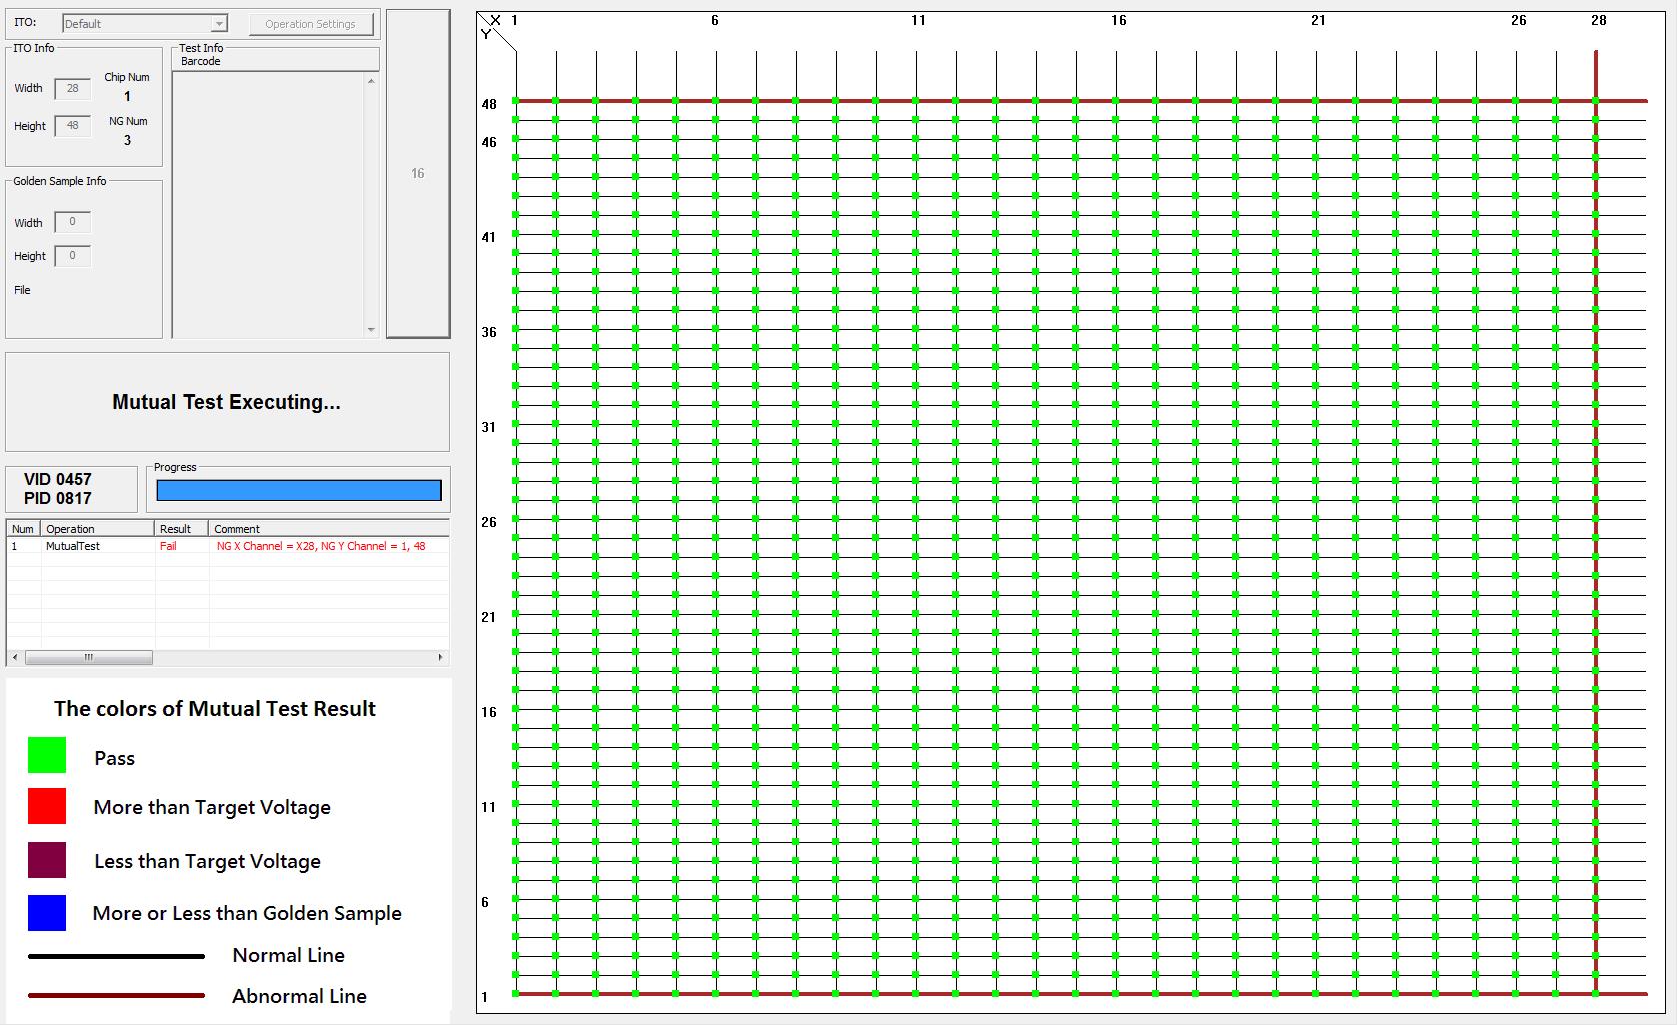 ITO:
Default
Operation Settings
ITO Info
Width
28
Chip Num
1
Height
48
NG Num
3
Test Info
Barcode
16
Golden Sample Info
Width
0
Height
0
File
Mutual Test Executing...
VID 0457
PID 0817
Progress
Num Operation Result Comment
1 MutualTest Fail NG X Channel = X28, NG Y Channel = 1, 48
The colors of Mutual Test Result
Pass
More than Target Voltage
Less than Target Voltage
More or Less than Golden Sample
Normal Line
Abnormal Line
X 1 6 11 16 21 26 28
Y
48
46
41
36
31
26
21
16
11
6
1